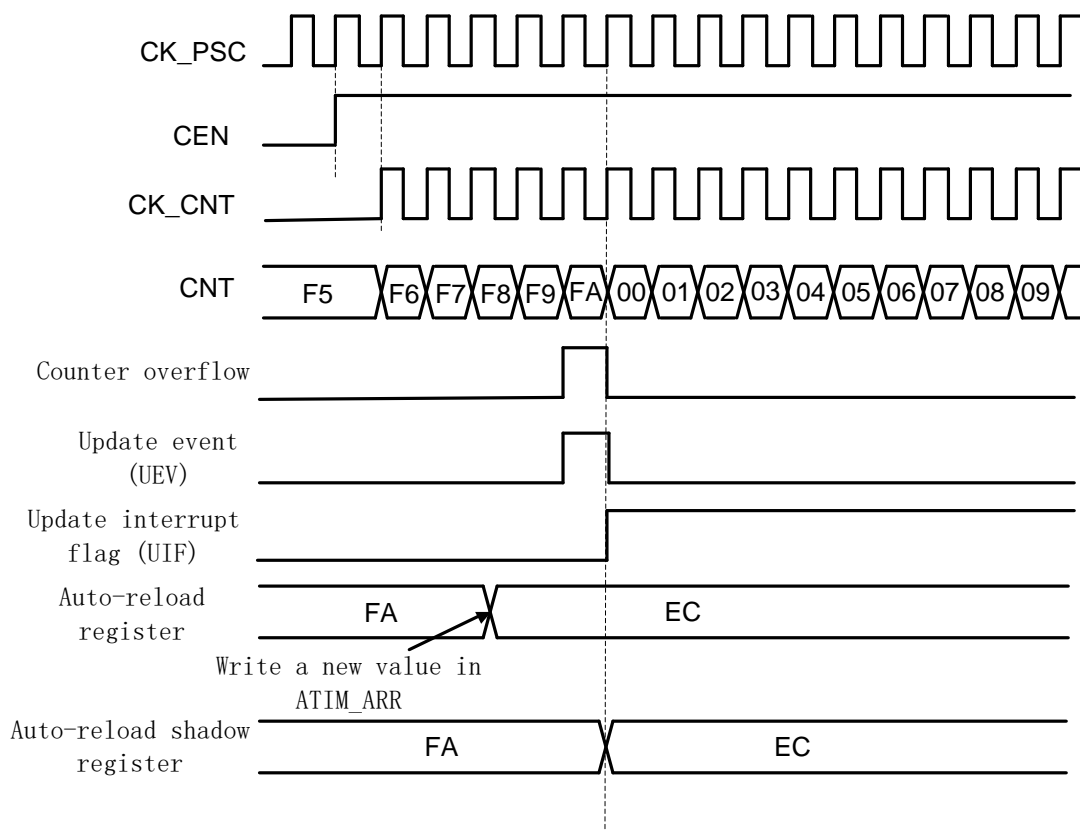 CK_PSC
CEN
CK_CNT
CNT
F5 F6 F7 F8 F9 FA 00 01 02 03 04 05 06 07 08 09
Counter overflow
Update event
(UEV)
Update interrupt
flag (UIF)
Auto-reload
register
FA
EC
Write a new value in
ATIM_ARR
Auto-reload shadow
register
FA
EC